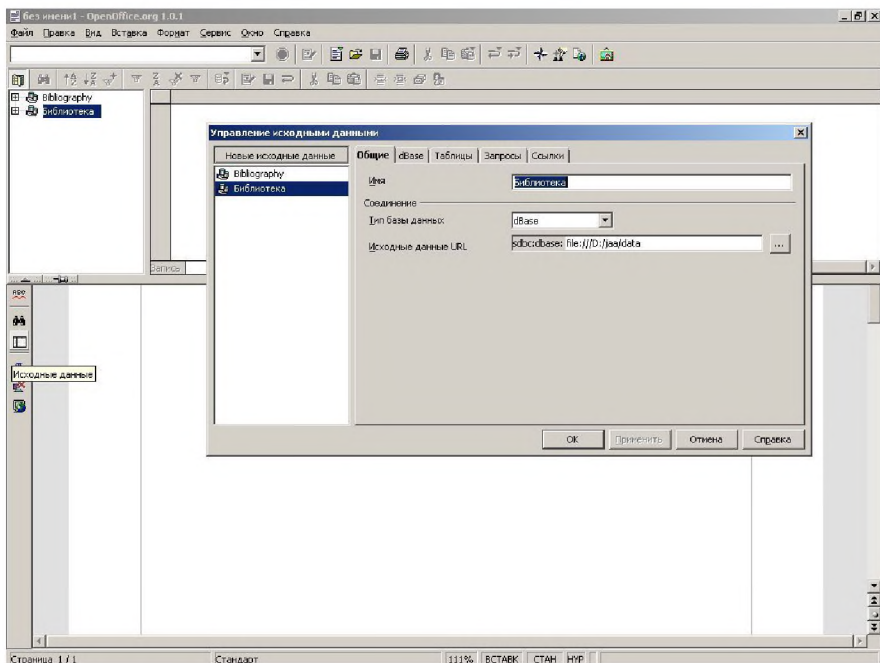 без имени1 - OpenOffice.org 1.0.1
Файл Правка Вид Вставка Формат Сервис Окно Справка
Bibliography
Библиотека
Управление исходными данными
Новые исходные данные
Bibliography
Библиотека
Общие dBase Таблицы Запросы Ссылки
Имя Библиотека
Соединение
Тип базы данных dBase
Исходные данные URL sdbc:dbase: file:///D:/jaa/data ...
OK Применить Отмена Справка
Запись
Исходные данные
Страница 1 / 1 Стандарт 111% ВСТАВК СТАН HYP